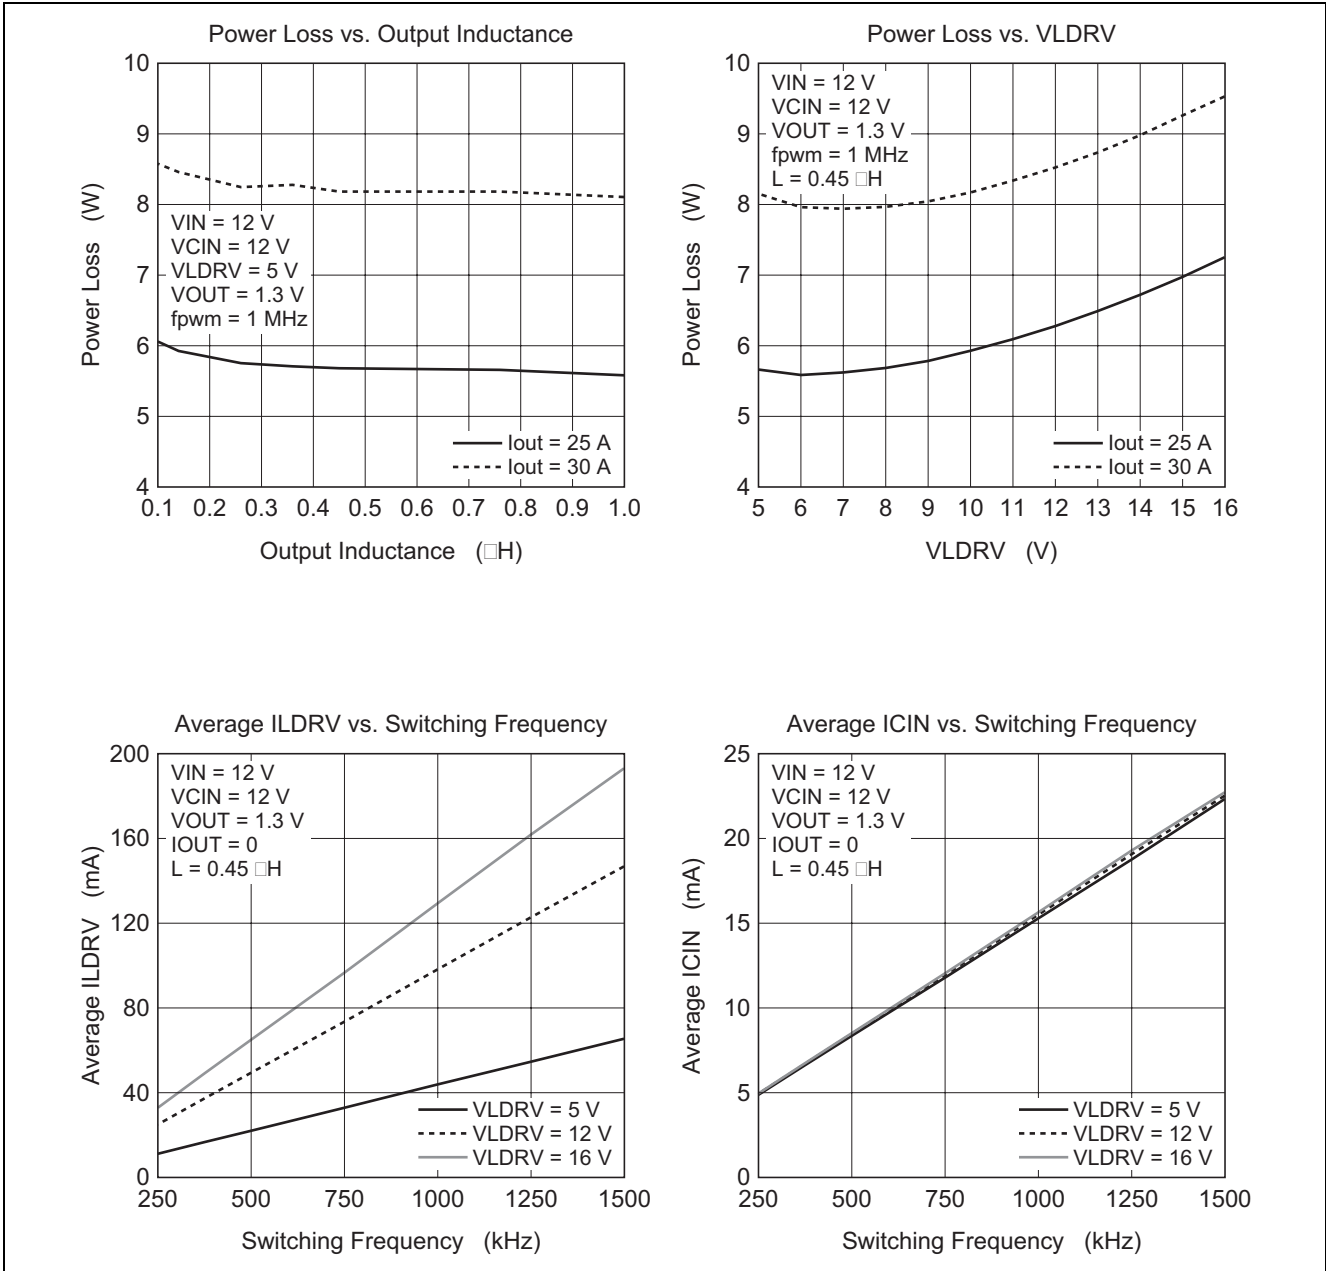 Power Loss vs. Output Inductance
10
9
8
7
6
5
4
Power Loss (W)
VIN = 12 V
VCIN = 12 V
VLDRV = 5 V
VOUT = 1.3 V
fpwm = 1 MHz
Iout = 25 A
Iout = 30 A
0.1 0.2 0.3 0.4 0.5 0.6 0.7 0.8 0.9 1.0
Output Inductance (□H)
Power Loss vs. VLDRV
10
9
8
7
6
5
4
Power Loss (W)
VIN = 12 V
VCIN = 12 V
VOUT = 1.3 V
fpwm = 1 MHz
L = 0.45 □H
Iout = 25 A
Iout = 30 A
5 6 7 8 9 10 11 12 13 14 15 16
VLDRV (V)
Average ILDRV vs. Switching Frequency
200
160
120
80
40
0
Average ILDRV (mA)
VIN = 12 V
VCIN = 12 V
VOUT = 1.3 V
IOUT = 0
L = 0.45 □H
VLDRV = 5 V
VLDRV = 12 V
VLDRV = 16 V
250 500 750 1000 1250 1500
Switching Frequency (kHz)
Average ICIN vs. Switching Frequency
25
20
15
10
5
0
Average ICIN (mA)
VIN = 12 V
VCIN = 12 V
VOUT = 1.3 V
IOUT = 0
L = 0.45 □H
VLDRV = 5 V
VLDRV = 12 V
VLDRV = 16 V
250 500 750 1000 1250 1500
Switching Frequency (kHz)